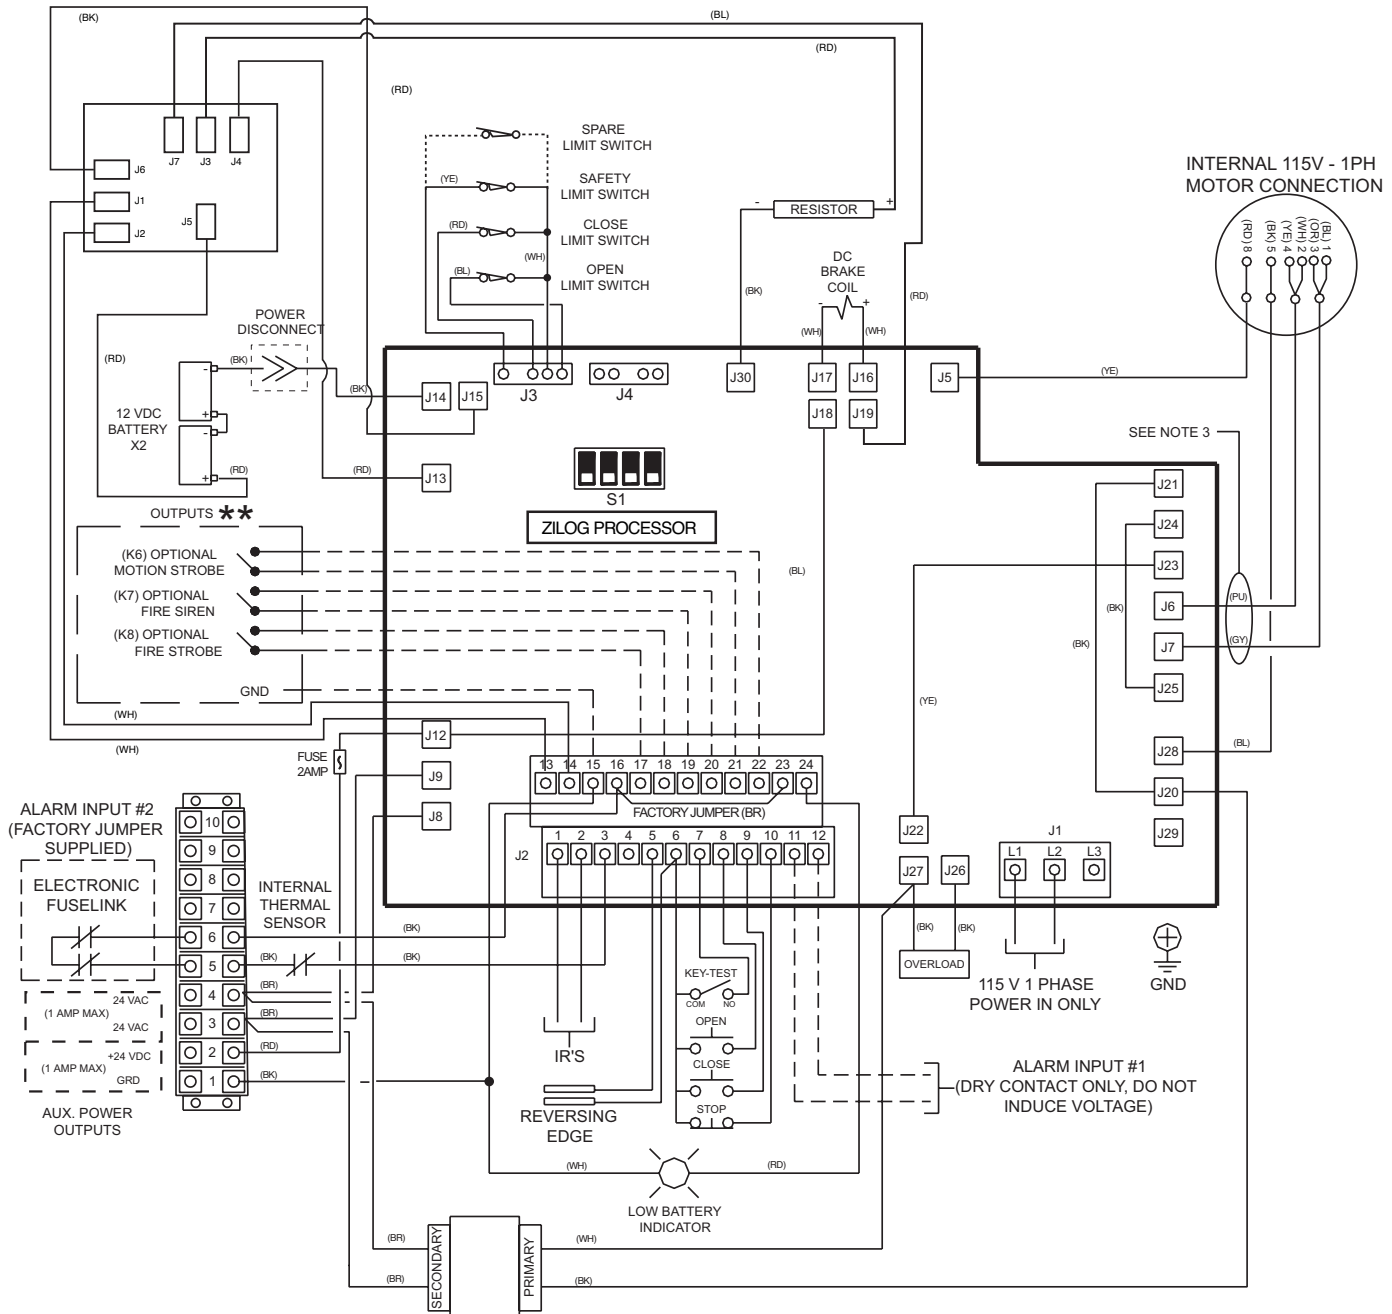 (BK)
(BL)
(RD)
(RD)
J7
J3
J4
J6
J1
J2
J5
SPARE
LIMIT SWITCH
SAFETY
LIMIT SWITCH
CLOSE
LIMIT SWITCH
OPEN
LIMIT SWITCH
(YE)
(RD)
(WH)
(BL)
-
RESISTOR
+
(BK)
DC
BRAKE
COIL
-
+
(WH)
(WH)
(RD)
INTERNAL 115V - 1PH
MOTOR CONNECTION
(RD) 8
(BK) 5
(YE) 4
(WH) 2
(OR) 3
(BL) 1
POWER
DISCONNECT
(RD)
(BK)
(BK)
-
+
-
+
12 VDC
BATTERY
X2
(RD)
(RD)
J14
J15
J13
J3
J4
J30
J17
J16
J18
J19
J5
(YE)
SEE NOTE 3
S1
ZILOG PROCESSOR
OUTPUTS **
(K6) OPTIONAL
MOTION STROBE
(K7) OPTIONAL
FIRE SIREN
(K8) OPTIONAL
FIRE STROBE
GND
(WH)
(WH)
(BL)
J21
J24
J23
J6
J7
J25
J28
J20
J29
(PU)
(GY)
(BK)
(BK)
(YE)
(BL)
FUSE
2AMP
J12
J9
J8
13 14 15 16 17 18 19 20 21 22 23 24
FACTORY JUMPER (BR)
J2
1 2 3 4 5 6 7 8 9 10 11 12
J22
J27
J26
J1
L1
L2
L3
(BK)
(BK)
OVERLOAD
115 V 1 PHASE
POWER IN ONLY
GND
ALARM INPUT #2
(FACTORY JUMPER
SUPPLIED)
ELECTRONIC
FUSELINK
INTERNAL
THERMAL
SENSOR
10
9
8
7
6
5
4
3
2
1
(BK)
(BK)
(BK)
(BR)
(BR)
(RD)
(BK)
24 VAC
(1 AMP MAX)
24 VAC
+24 VDC
(1 AMP MAX)
GRD
AUX. POWER
OUTPUTS
IR'S
REVERSING
EDGE
KEY-TEST
COM
NO
OPEN
CLOSE
STOP
ALARM INPUT #1
(DRY CONTACT ONLY, DO NOT
INDUCE VOLTAGE)
(WH)
(RD)
LOW BATTERY
INDICATOR
(BR)
(BR)
SECONDARY
PRIMARY
(WH)
(BK)